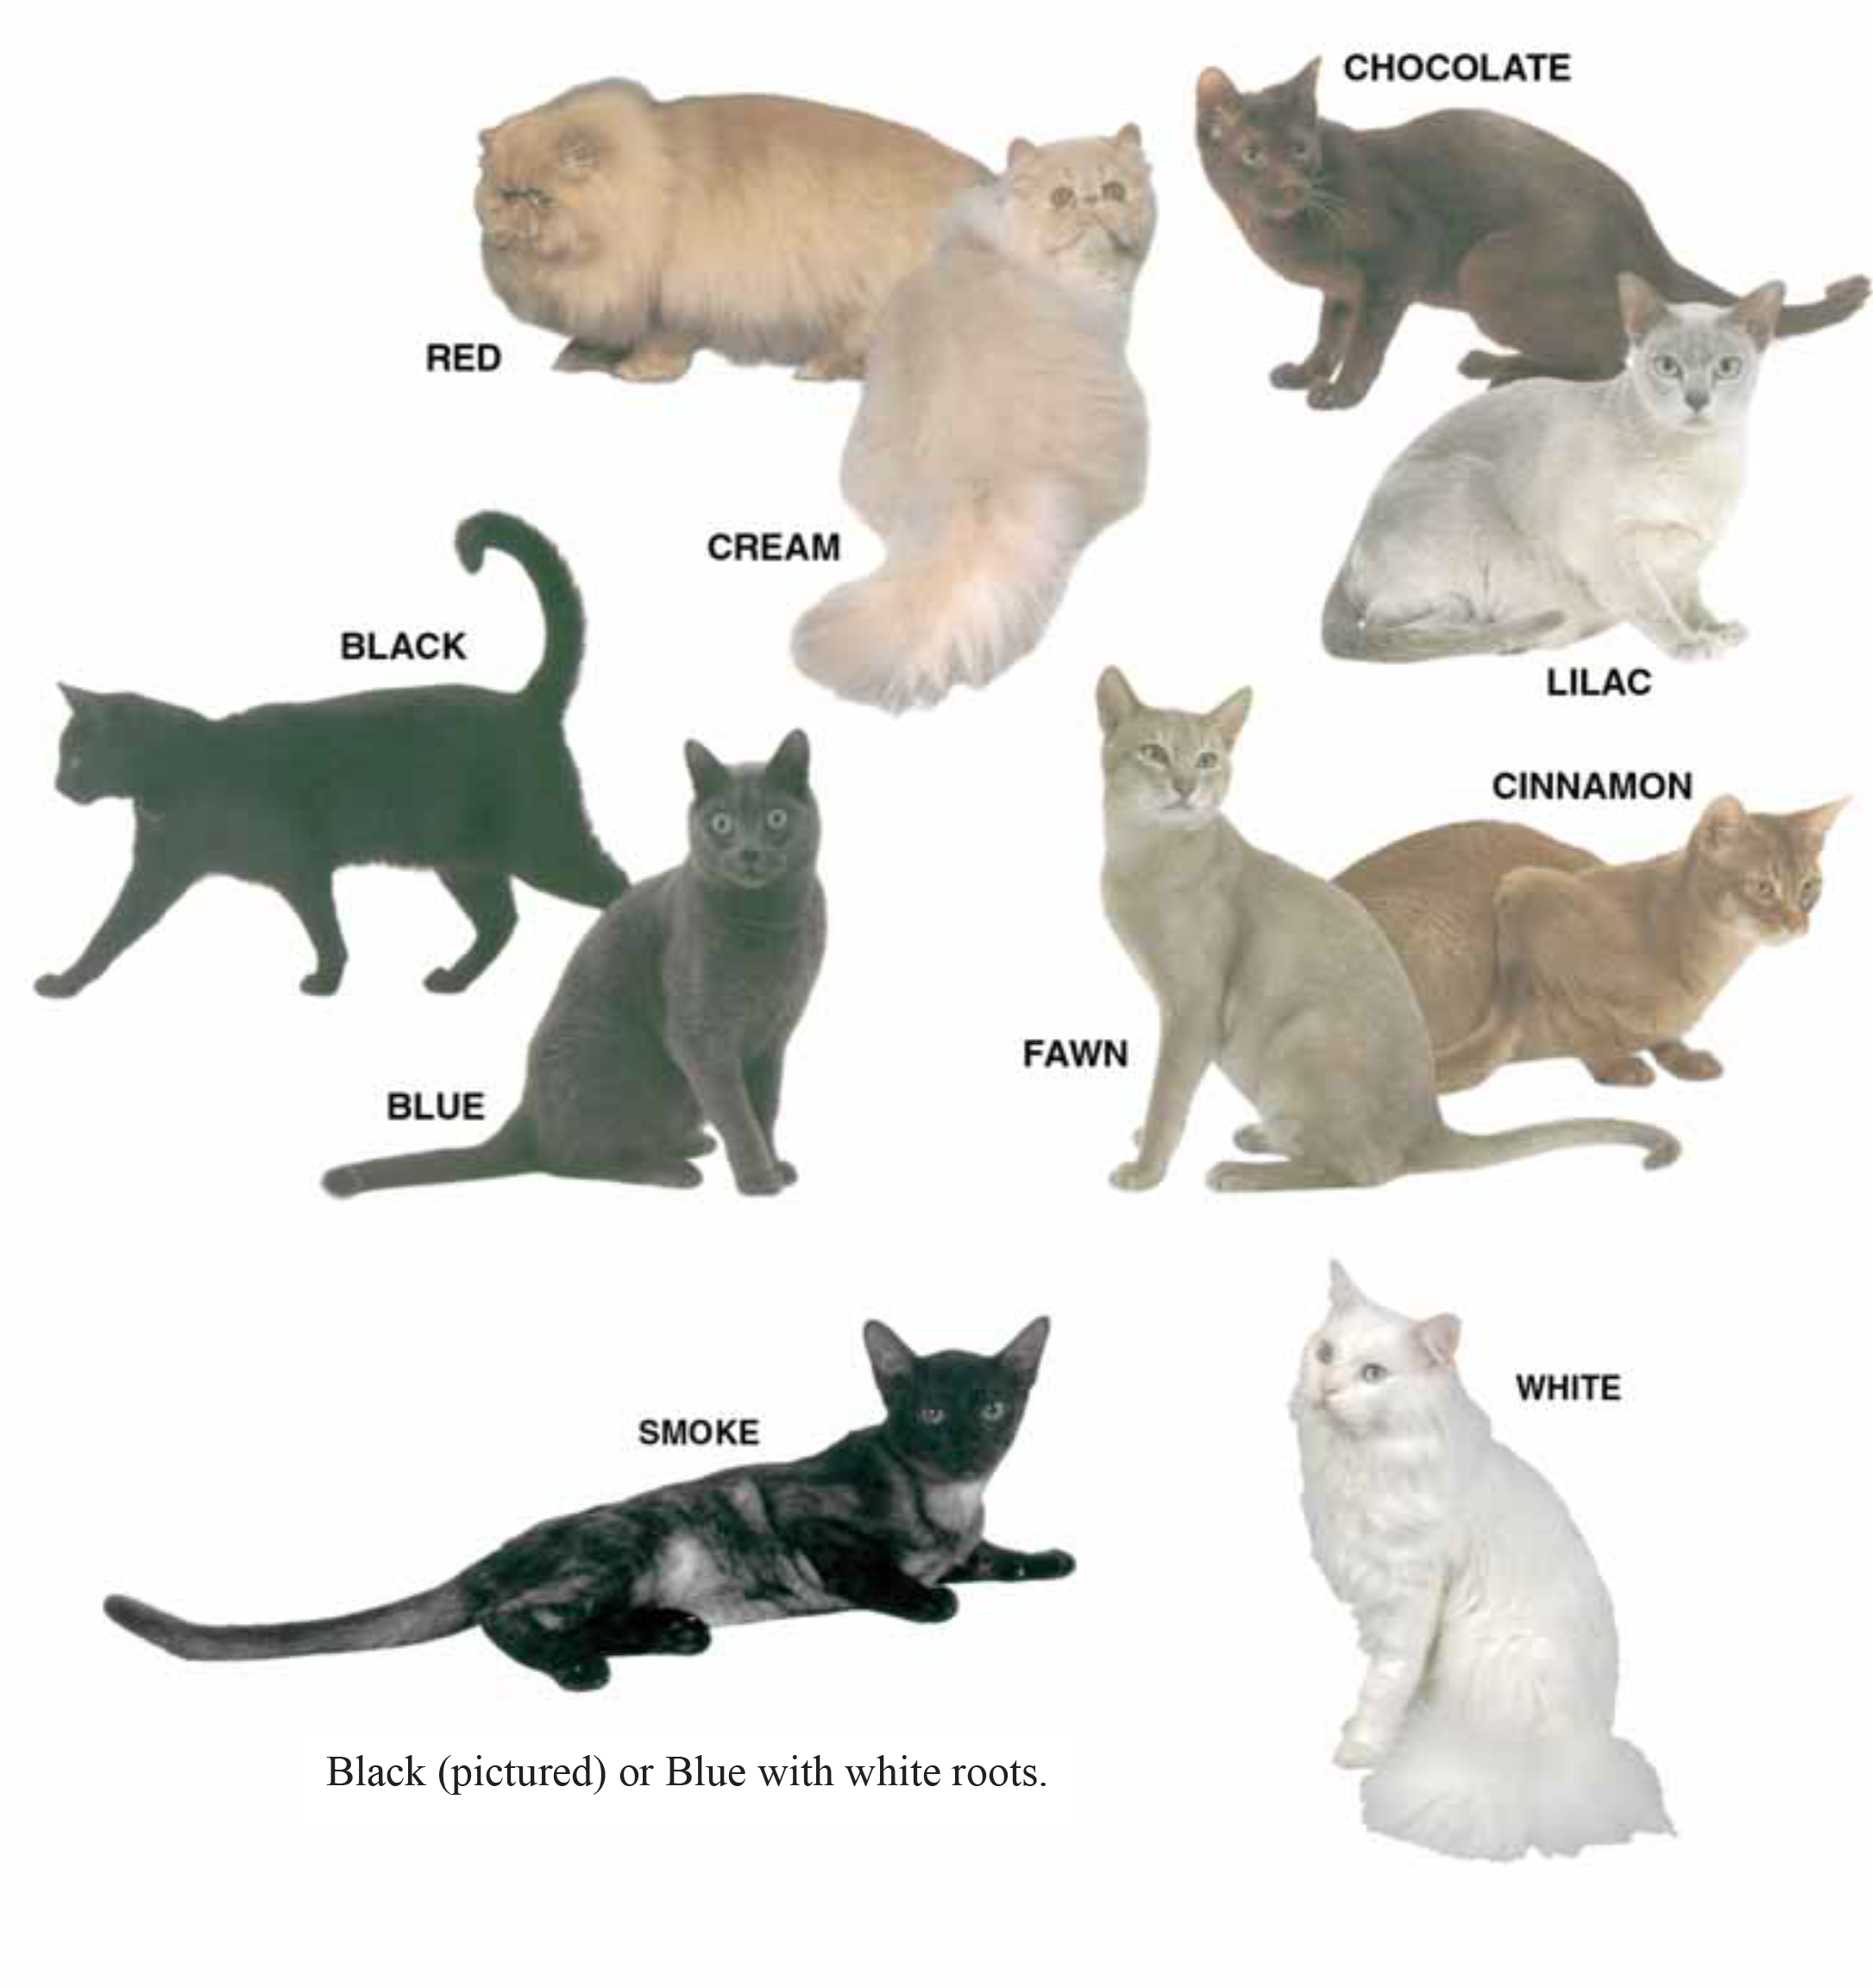 CHOCOLATE
RED
CREAM
BLACK
LILAC
CINNAMON
FAWN
BLUE
WHITE
SMOKE
Black (pictured) or Blue with white roots.